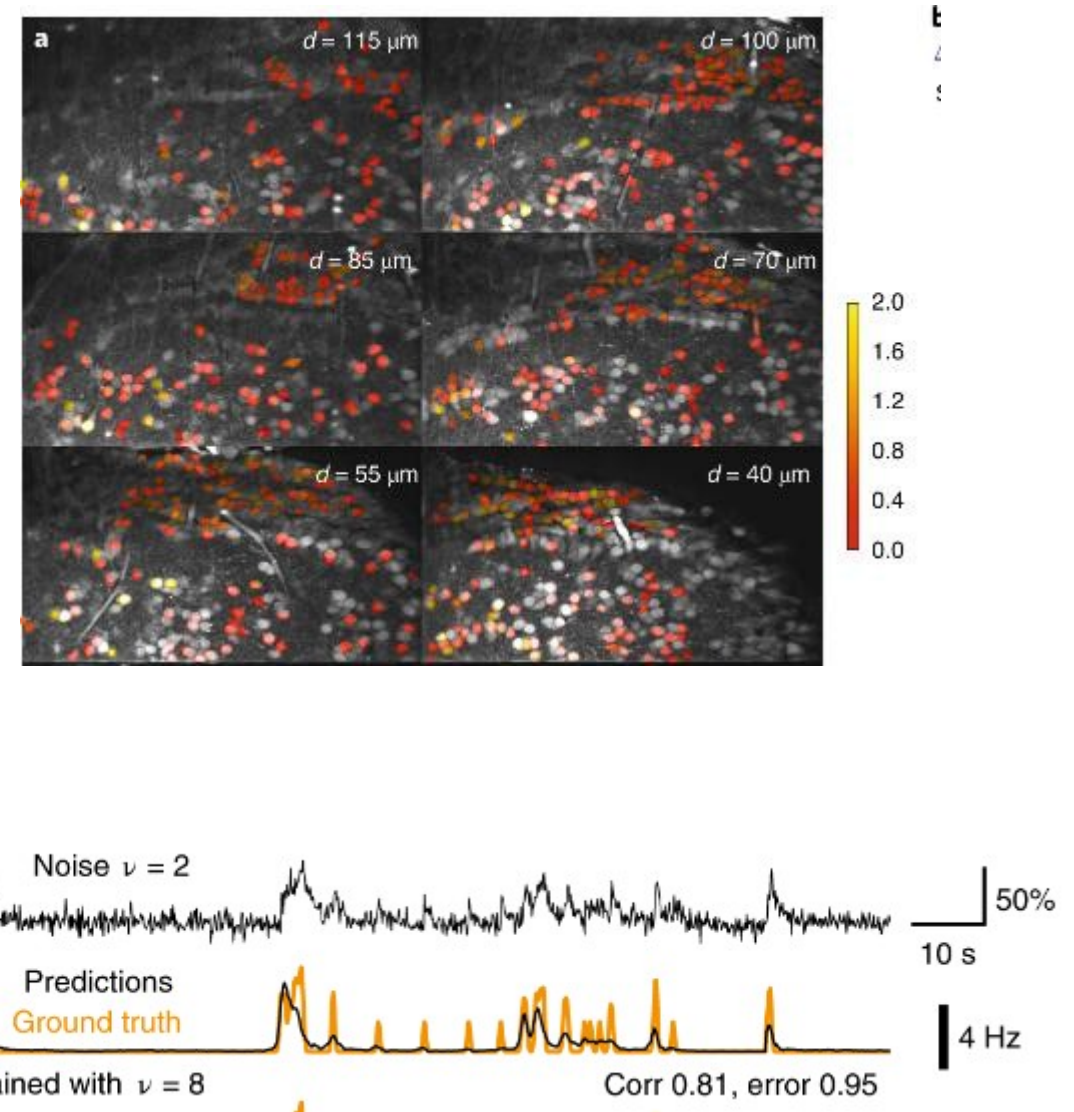 a
d = 115 μm
d = 100 μm
d = 85 μm
d = 70 μm
d = 55 μm
d = 40 μm
2.0
1.6
1.2
0.8
0.4
0.0
Noise ν = 2
50%
10 s
Predictions
Ground truth
4 Hz
ained with ν = 8
Corr 0.81, error 0.95